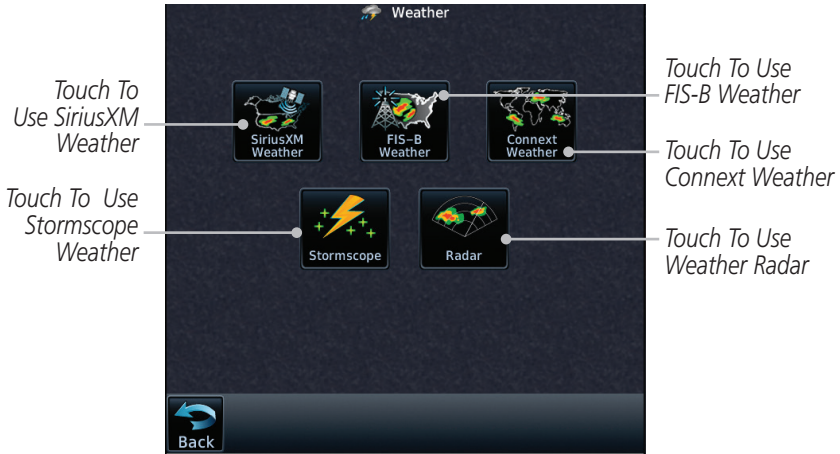 Weather
Touch To
Use SiriusXM
Weather
Touch To Use
FIS-B Weather
SiriusXM
Weather
FIS-B
Weather
Connext
Weather
Touch To Use
Connext Weather
Touch To Use
Stormscope
Weather
Stormscope
Radar
Touch To Use
Weather Radar
Back